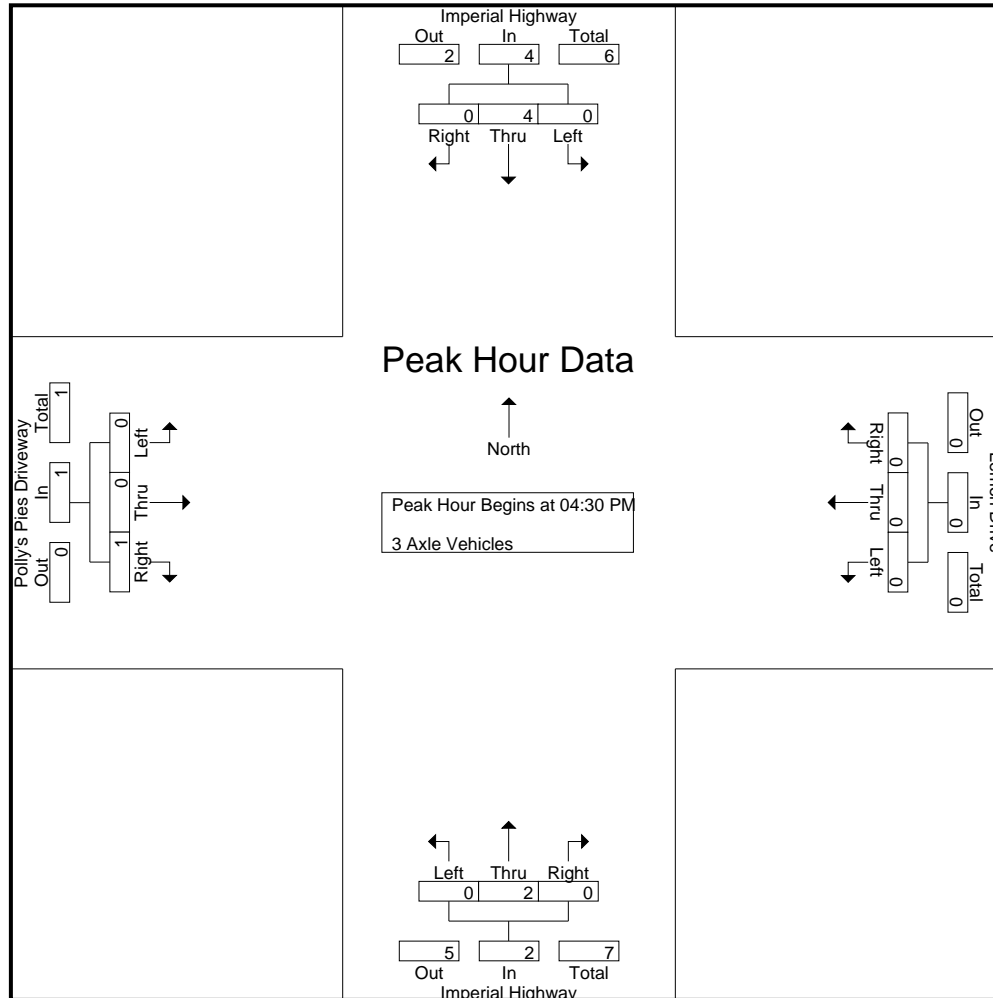 Imperial Highway
Out In Total
2 4 6
0 4 0
Right Thru Left
Peak Hour Data
North
Peak Hour Begins at 04:30 PM
3 Axle Vehicles
Polly's Pies Driveway
Out In Total
0 1 1
Left Thru Right
0 0 1
Out In Total
0 0 0
Right Thru Left
0 0 0
Left Thru Right
0 2 0
5 2 7
Out In Total
Imperial Highway